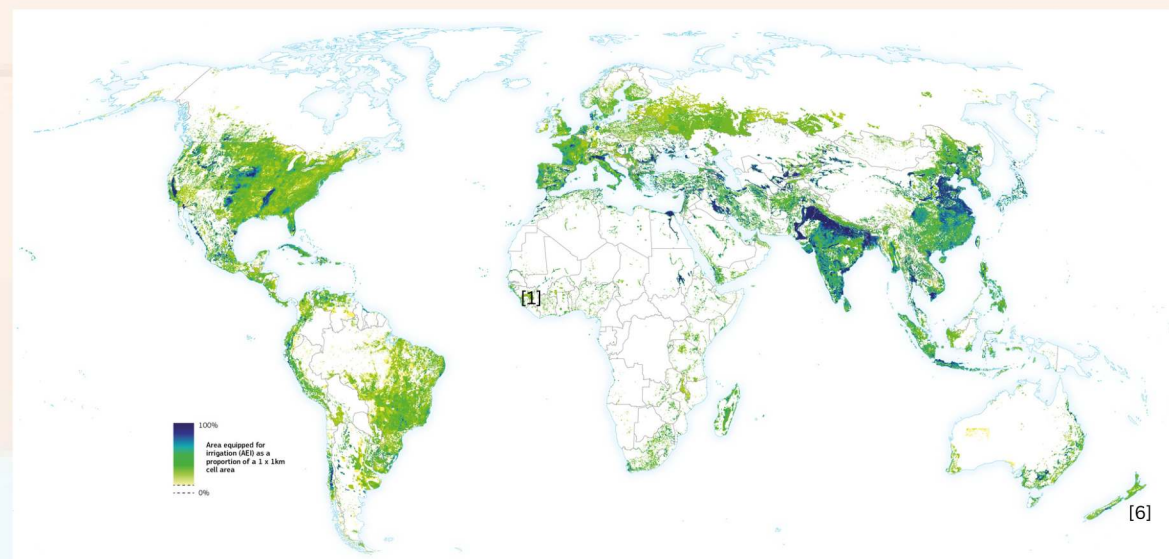 [1]
100%
Area equipped for
irrigation (AEI) as a
proportion of a 1 x 1km
cell area
0%
[6]